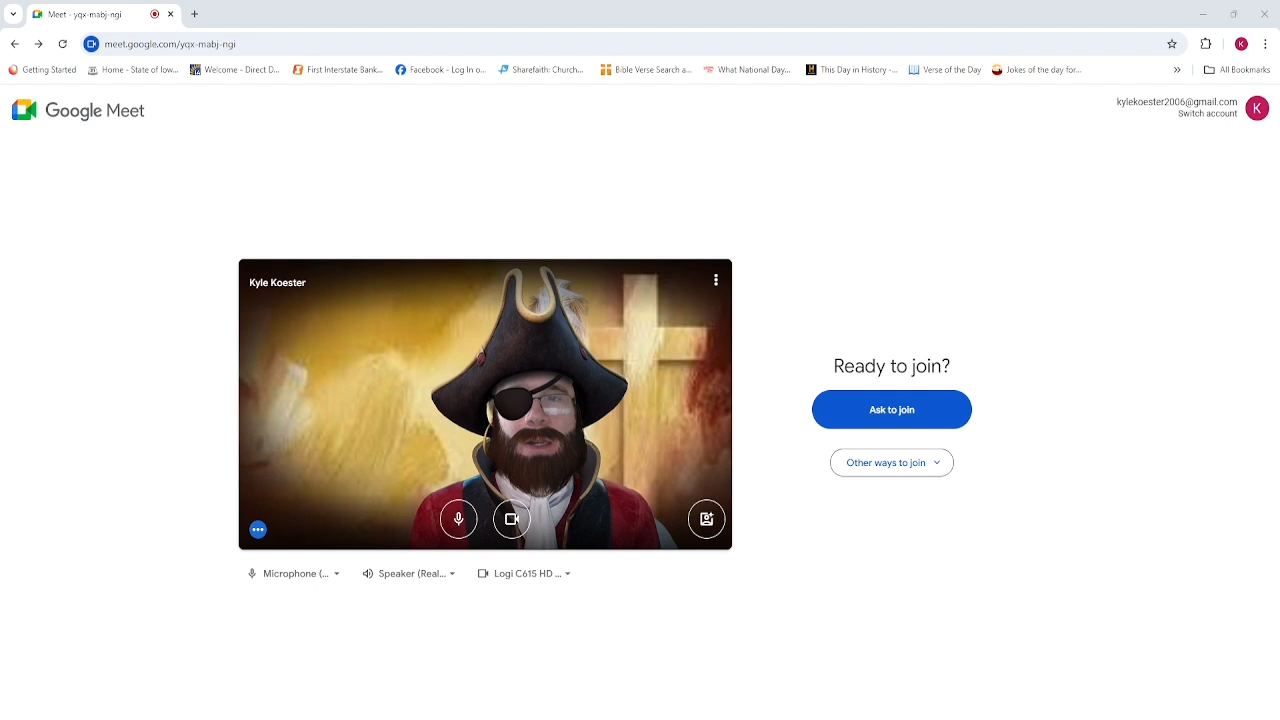 Meet - yqx-mabj-ngi
meet.google.com/yqx-mabj-ngi
K
Getting Started
Home - State of Iow...
Welcome - Direct D...
First Interstate Bank...
Facebook - Log In o...
Sharefaith: Church...
Bible Verse Search a...
What National Day...
This Day in History -...
Verse of the Day
Jokes of the day for...
All Bookmarks
Google Meet
kylekoester2006@gmail.com
Switch account
K
Kyle Koester
Ready to join?
Ask to join
Other ways to join
Microphone (...
Speaker (Real...
Logi C615 HD ...